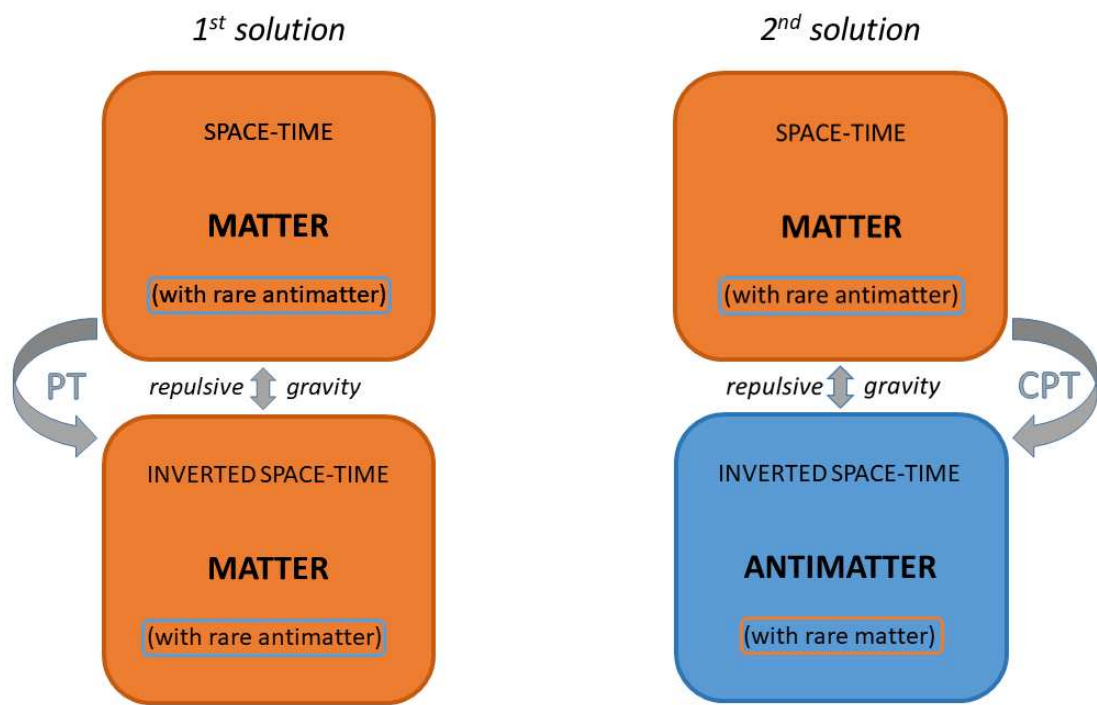 1st solution
SPACE-TIME
MATTER
(with rare antimatter)
PT
repulsive gravity
INVERTED SPACE-TIME
MATTER
(with rare antimatter)
2nd solution
SPACE-TIME
MATTER
(with rare antimatter)
repulsive gravity
CPT
INVERTED SPACE-TIME
ANTIMATTER
(with rare matter)